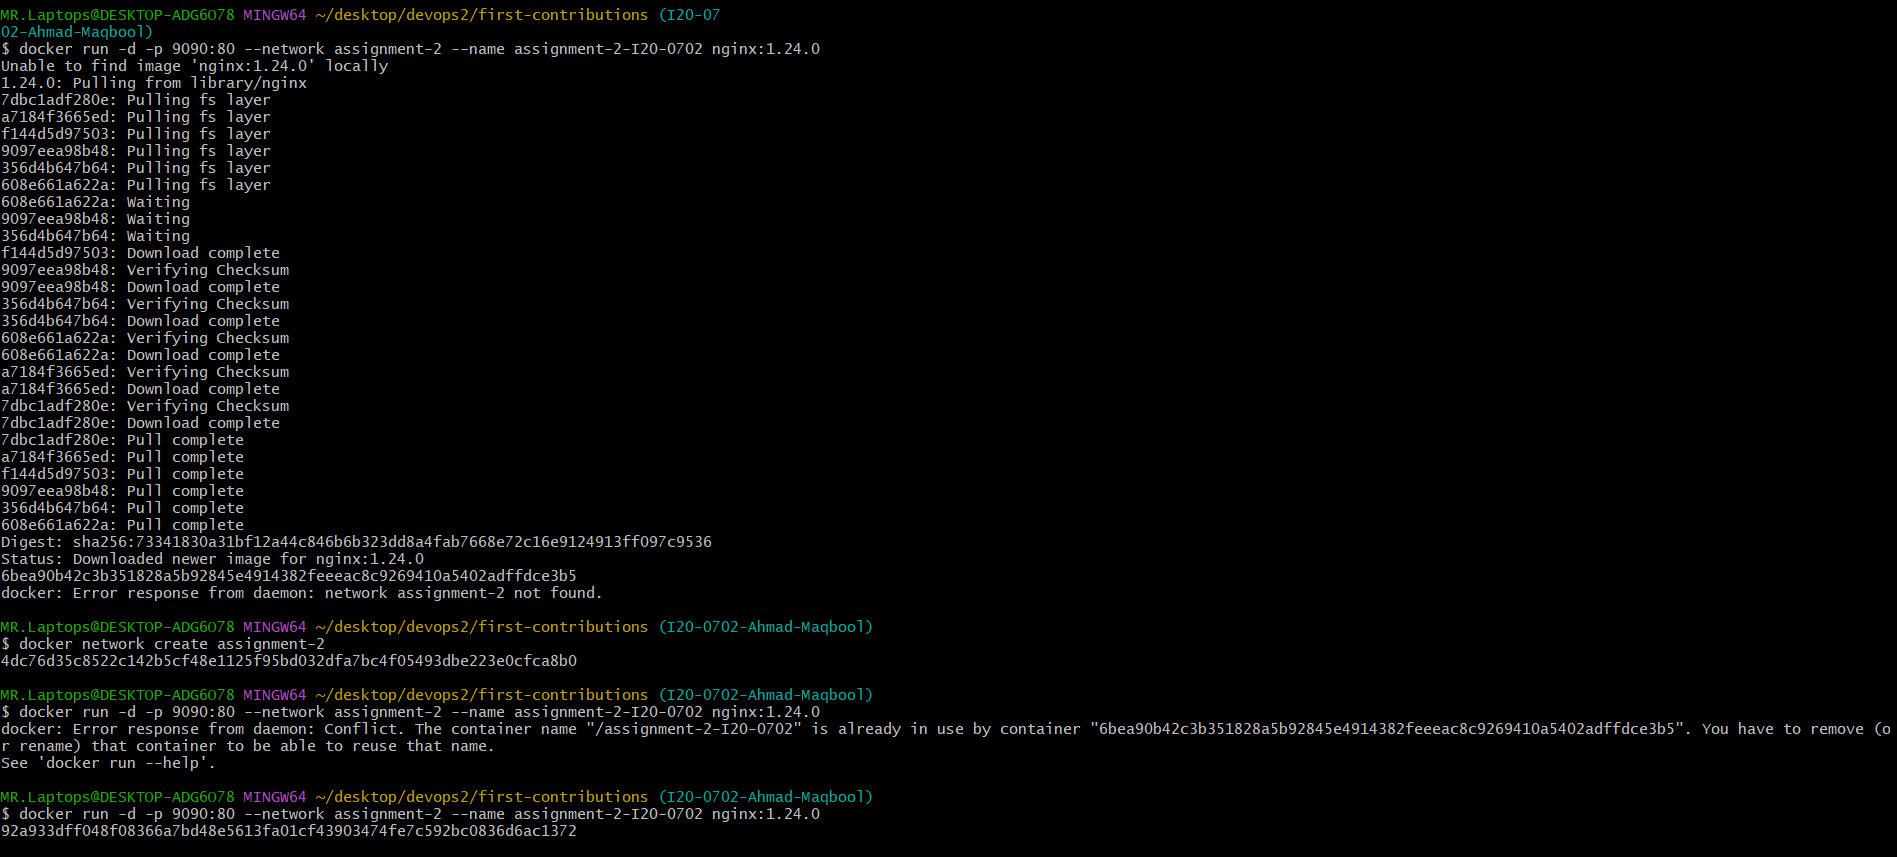 MR.Laptops@DESKTOP-ADG6O78 MINGW64 ~/desktop/devops2/first-contributions (I20-07
02-Ahmad-Maqbool)
$ docker run -d -p 9090:80 --network assignment-2 --name assignment-2-I20-0702 nginx:1.24.0
Unable to find image 'nginx:1.24.0' locally
1.24.0: Pulling from library/nginx
7dbc1adf280e: Pulling fs layer
a7184f3665ed: Pulling fs layer
f144d5d97503: Pulling fs layer
9097eea98b48: Pulling fs layer
356d4b647b64: Pulling fs layer
608e661a622a: Pulling fs layer
608e661a622a: Waiting
9097eea98b48: Waiting
356d4b647b64: Waiting
f144d5d97503: Download complete
9097eea98b48: Verifying Checksum
9097eea98b48: Download complete
356d4b647b64: Verifying Checksum
356d4b647b64: Download complete
608e661a622a: Verifying Checksum
608e661a622a: Download complete
a7184f3665ed: Verifying Checksum
a7184f3665ed: Download complete
7dbc1adf280e: Verifying Checksum
7dbc1adf280e: Download complete
7dbc1adf280e: Pull complete
a7184f3665ed: Pull complete
f144d5d97503: Pull complete
9097eea98b48: Pull complete
356d4b647b64: Pull complete
608e661a622a: Pull complete
Digest: sha256:73341830a31bf12a44c846b6b323dd8a4fab7668e72c16e9124913ff097c9536
Status: Downloaded newer image for nginx:1.24.0
6bea90b42c3b351828a5b92845e4914382feeeac8c9269410a5402adffdce3b5
docker: Error response from daemon: network assignment-2 not found.
MR.Laptops@DESKTOP-ADG6O78 MINGW64 ~/desktop/devops2/first-contributions (I20-0702-Ahmad-Maqbool)
$ docker network create assignment-2
4dc76d35c8522c142b5cf48e1125f95bd032dfa7bc4f05493dbe223e0cfca8b0
MR.Laptops@DESKTOP-ADG6O78 MINGW64 ~/desktop/devops2/first-contributions (I20-0702-Ahmad-Maqbool)
$ docker run -d -p 9090:80 --network assignment-2 --name assignment-2-I20-0702 nginx:1.24.0
docker: Error response from daemon: Conflict. The container name "/assignment-2-I20-0702" is already in use by container "6bea90b42c3b351828a5b92845e4914382feeeac8c9269410a5402adffdce3b5". You have to remove (o
r rename) that container to be able to reuse that name.
See 'docker run --help'.
MR.Laptops@DESKTOP-ADG6O78 MINGW64 ~/desktop/devops2/first-contributions (I20-0702-Ahmad-Maqbool)
$ docker run -d -p 9090:80 --network assignment-2 --name assignment-2-I20-0702 nginx:1.24.0
92a933dff048f08366a7bd48e5613fa01cf43903474fe7c592bc0836d6ac1372